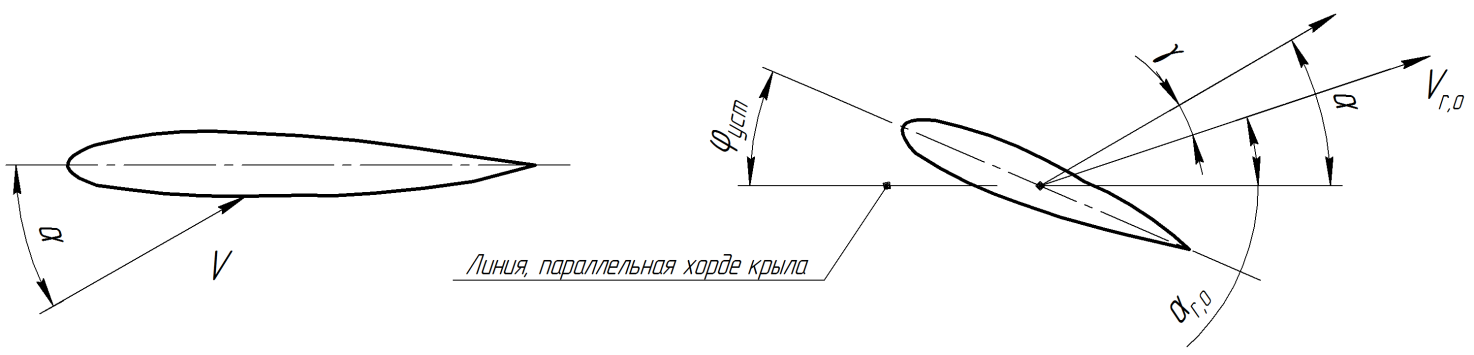 α
V
Линия, параллельная хорде крыла
φуст
γ
α
Vг,о
αг,о